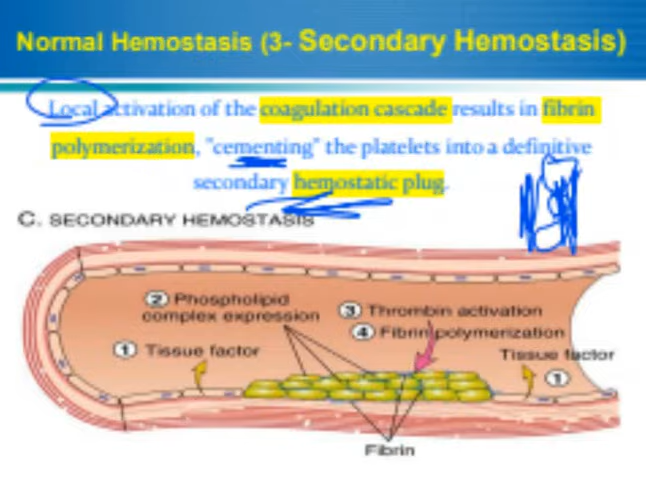 Normal Hemostasis (3- Secondary Hemostasis)
Local activation of the coagulation cascade results in fibrin
polymerization, "cementing" the platelets into a definitive
secondary hemostatic plug.
C. SECONDARY HEMOSTASIS
2 Phospholipid
complex expression
3 Thrombin activation
4 Fibrin polymerization
1 Tissue factor
Tissue factor
1
Fibrin